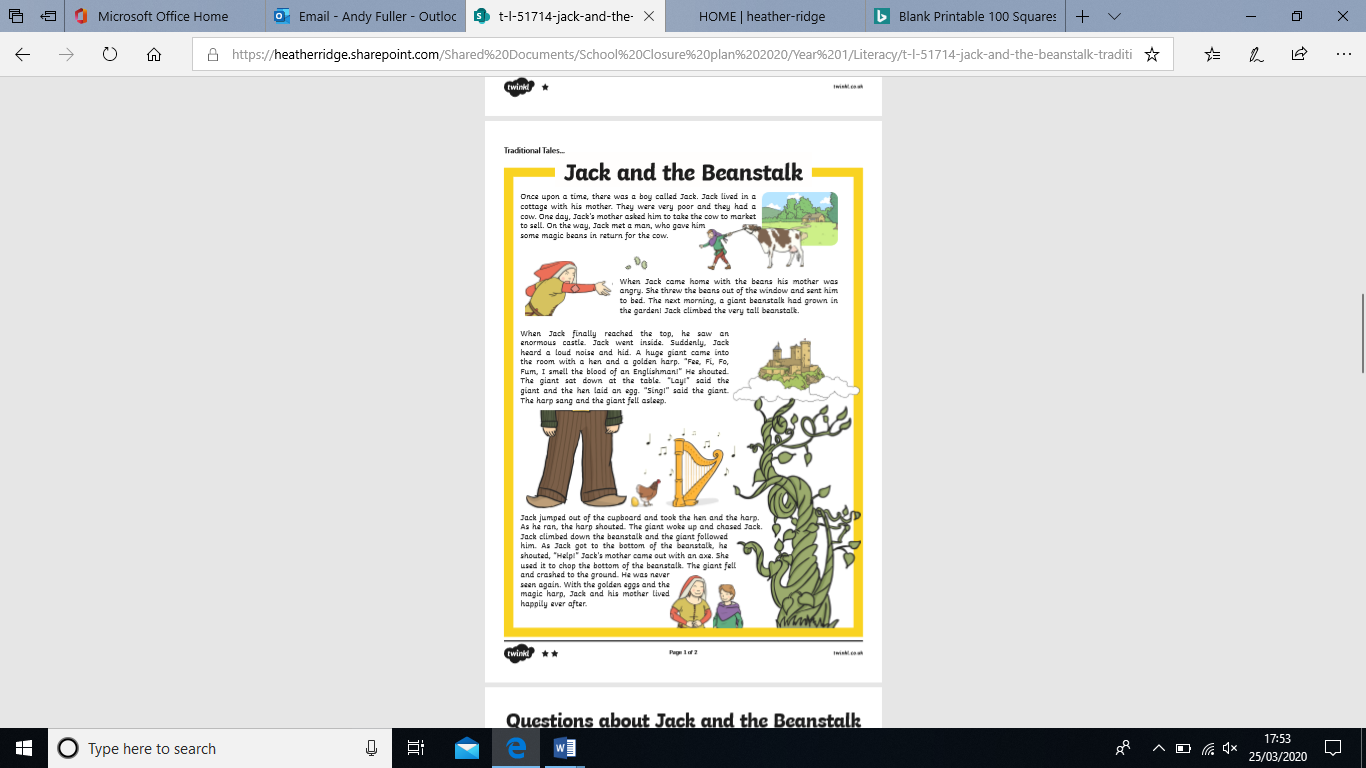 Microsoft Office Home
Email - Andy Fuller - Outloc
t-l-51714-jack-and-the-
HOME | heather-ridge
Blank Printable 100 Squares
https://heatherridge.sharepoint.com/Shared%20Documents/School%20Closure%20plan%202020/Year%201/Literacy/t-l-51714-jack-and-the-beanstalk-traditi
twinkl
twinkl.co.uk
Traditional Tales...
Jack and the Beanstalk
Once upon a time, there was a boy called Jack. Jack lived in a
cottage with his mother. They were very poor and they had a
cow. One day, Jack's mother asked him to take the cow to market
to sell. On the way, Jack met a man, who gave him
some magic beans in return for the cow.
When Jack came home with the beans his mother was
angry. She threw the beans out of the window and sent him
to bed. The next morning, a giant beanstalk had grown in
the garden! Jack climbed the very tall beanstalk.
When Jack finally reached the top, he saw an
enormous castle. Jack went inside. Suddenly, Jack
heard a loud noise and hid. A huge giant came into
the room with a hen and a golden harp. "Fee, Fi, Fo,
Fum, I smell the blood of an Englishman!" He shouted.
The giant sat down at the table. "Lay!" said the
giant and the hen laid an egg. "Sing!" said the giant.
The harp sang and the giant fell asleep.
Jack jumped out of the cupboard and took the hen and the harp.
As he ran, the harp shouted. The giant woke up and chased Jack.
Jack climbed down the beanstalk and the giant followed
him. As Jack got to the bottom of the beanstalk, he
shouted, "Help!" Jack's mother came out with an axe. She
used it to chop the bottom of the beanstalk. The giant fell
and crashed to the ground. He was never
seen again. With the golden eggs and the
magic harp, Jack and his mother lived
happily ever after.
twinkl
Page 1 of 2
twinkl.co.uk
Questions about Jack and the Beanstalk
Type here to search
17:53
25/03/2020